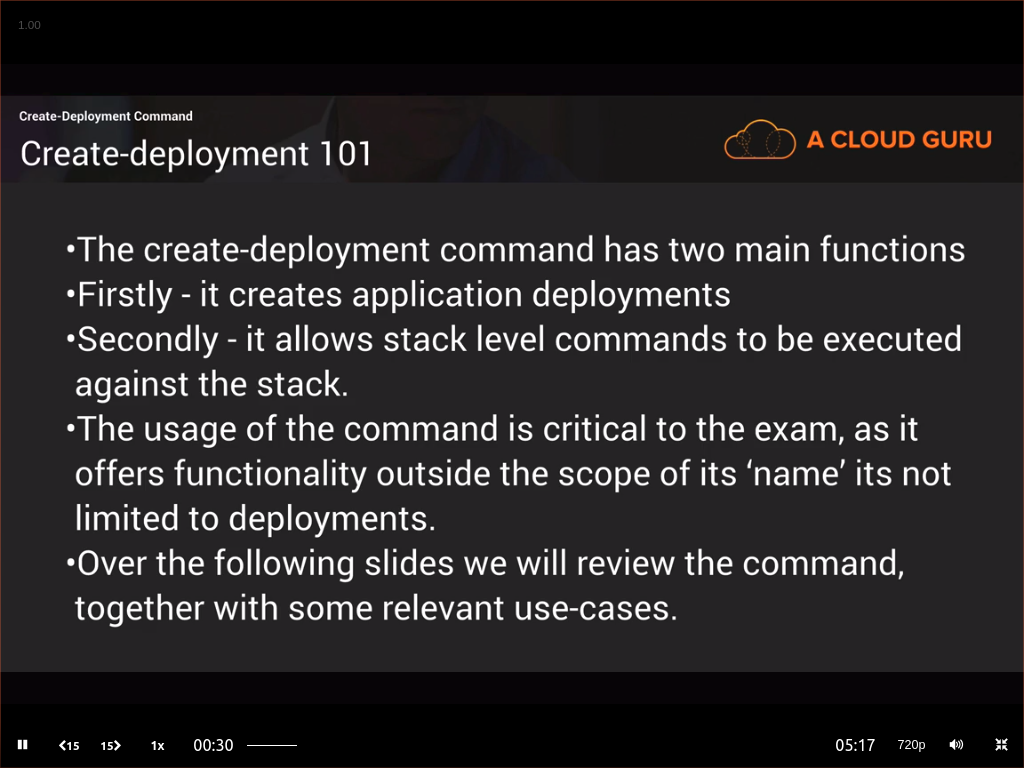 1.00
Create-Deployment Command
Create-deployment 101
A CLOUD GURU
•The create-deployment command has two main functions
•Firstly - it creates application deployments
•Secondly - it allows stack level commands to be executed
against the stack.
•The usage of the command is critical to the exam, as it
offers functionality outside the scope of its ‘name’ its not
limited to deployments.
•Over the following slides we will review the command,
together with some relevant use-cases.
15 15 1x 00:30 05:17 720p